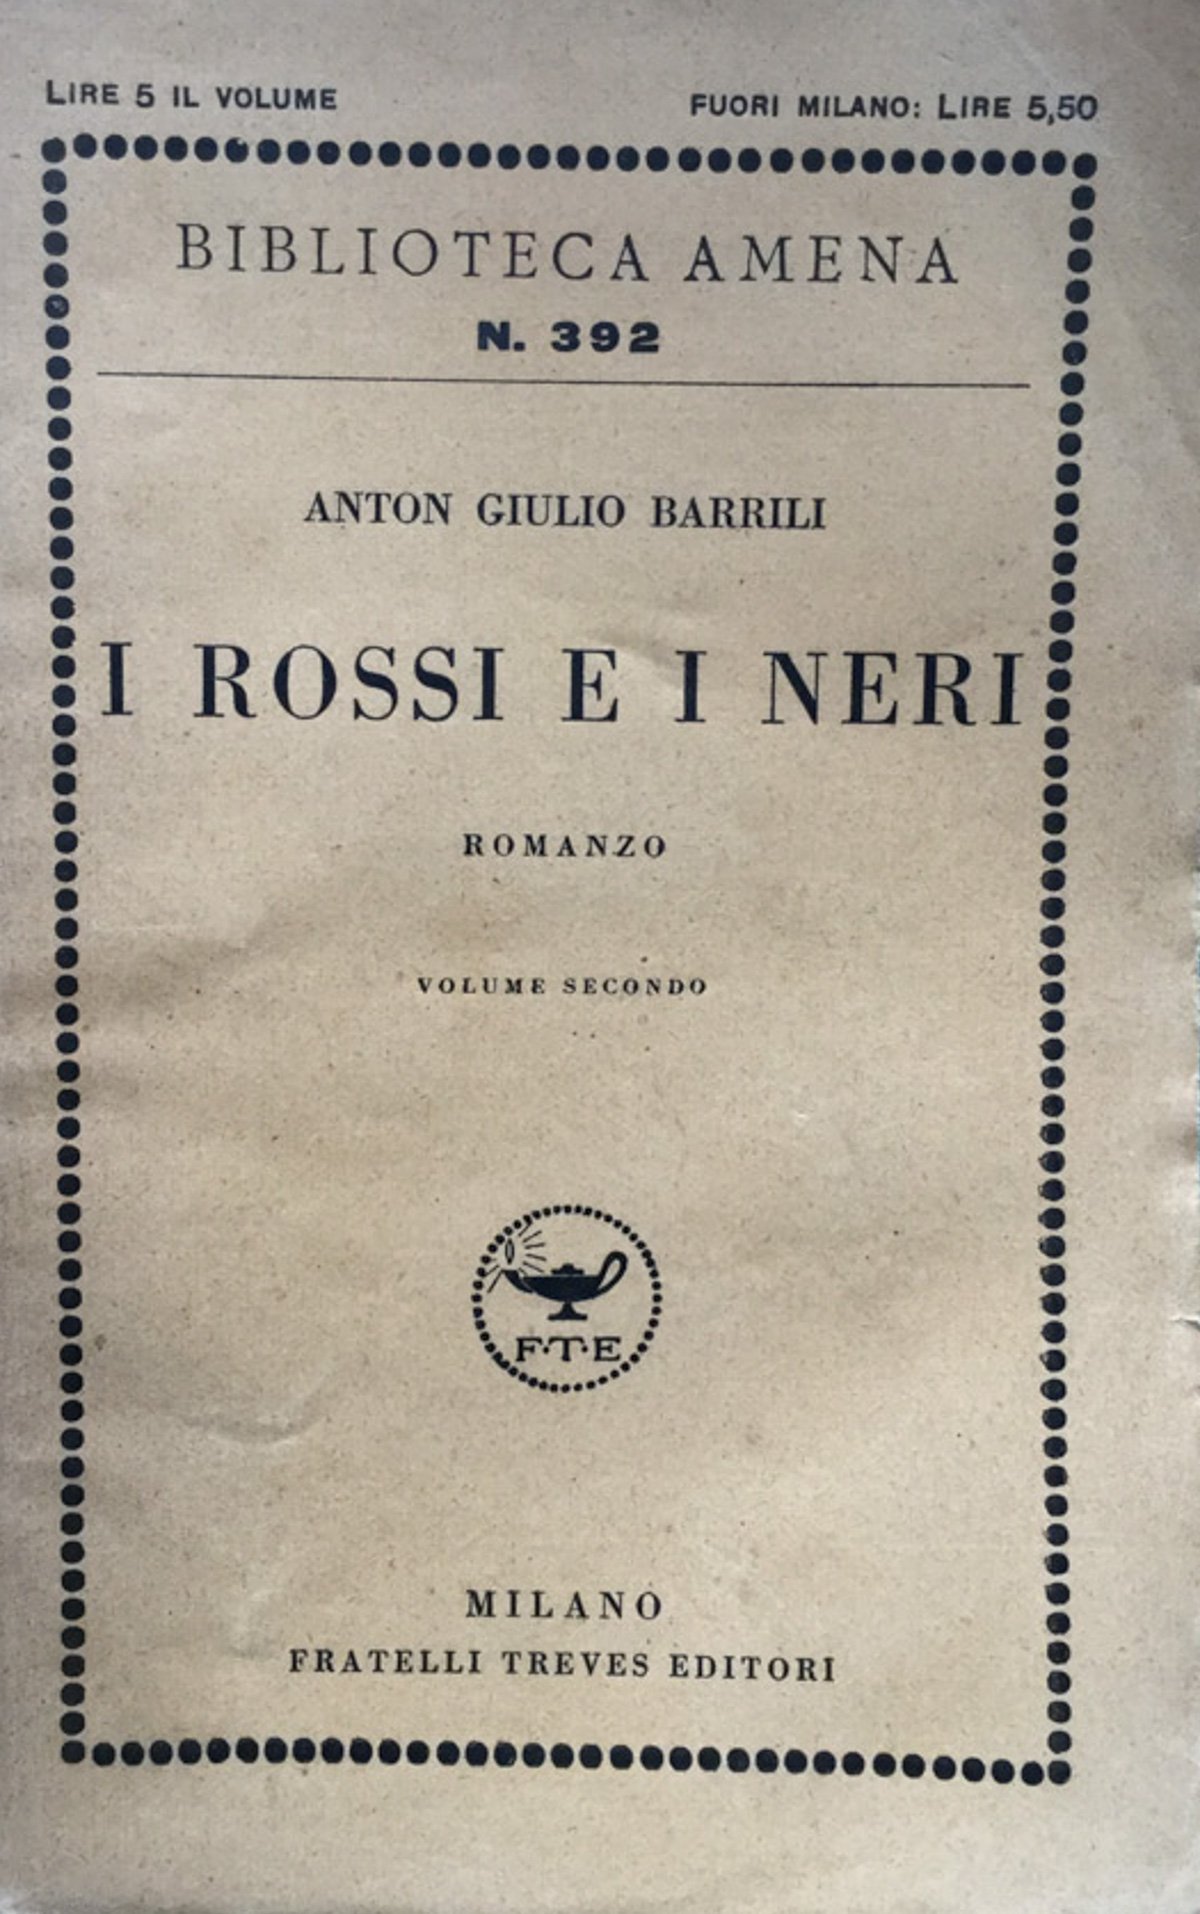 LIRE 5 IL VOLUME FUORI MILANO: LIRE 5,50
BIBLIOTECA AMENA
N. 392
ANTON GIULIO BARRILI
I ROSSI E I NERI
ROMANZO
VOLUME SECONDO
F·T·E
MILANO
FRATELLI TREVES EDITORI